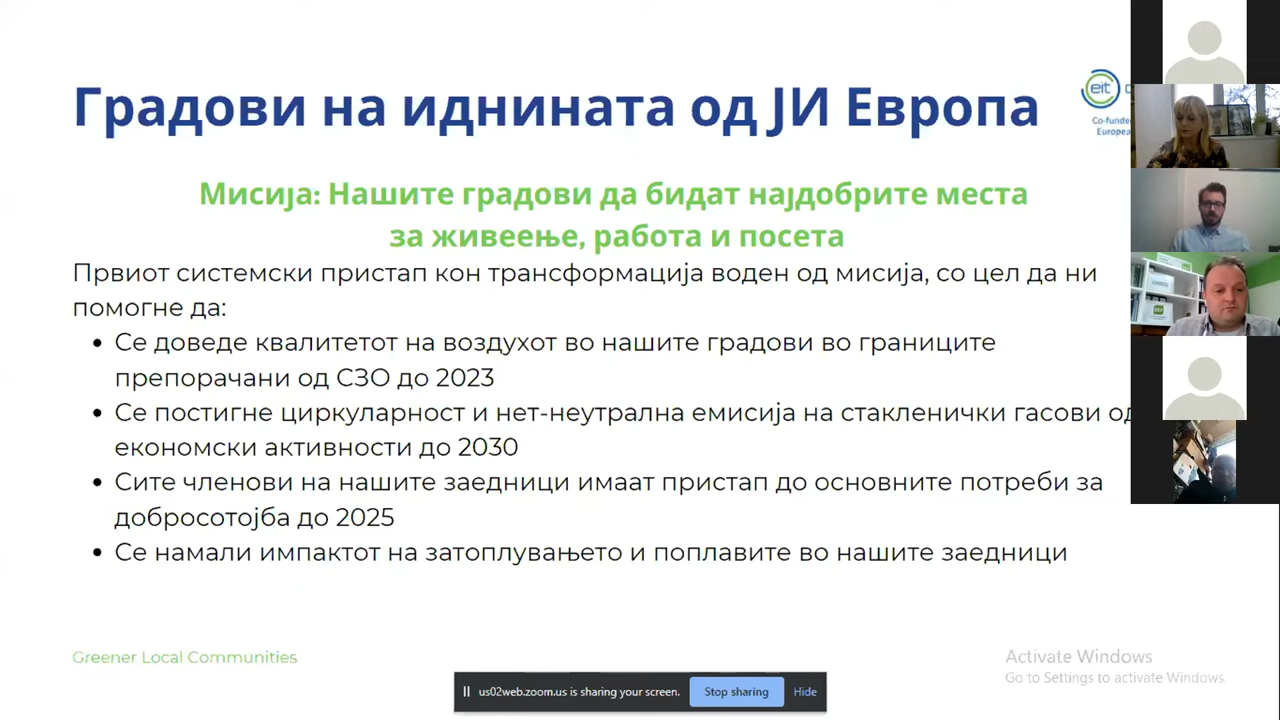 Градови на иднината од ЈИ Европа
eit
Co-funde
Europea
Мисија: Нашите градови да бидат најдобрите места
за живеење, работа и посета
Првиот системски пристап кон трансформација воден од мисија, со цел да ни
помогне да:
• Се доведе квалитетот на воздухот во нашите градови во границите
препорачани од СЗО до 2023
• Се постигне циркуларност и нет-неутрална емисија на стакленички гасови од
економски активности до 2030
• Сите членови на нашите заедници имаат пристап до основните потреби за
добросотојба до 2025
• Се намали импактот на затоплувањето и поплавите во нашите заедници
Greener Local Communities
Activate Windows
Go to Settings to activate Windows.
us02web.zoom.us is sharing your screen.
Stop sharing
Hide